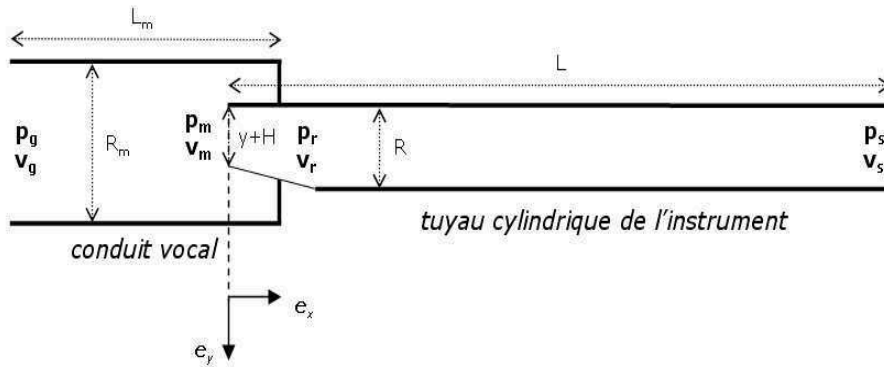 L_m
L
p_g
v_g
R_m
p_m
v_m
y+H
p_r
v_r
R
p_s
v_s
conduit vocal
tuyau cylindrique de l'instrument
e_x
e_y